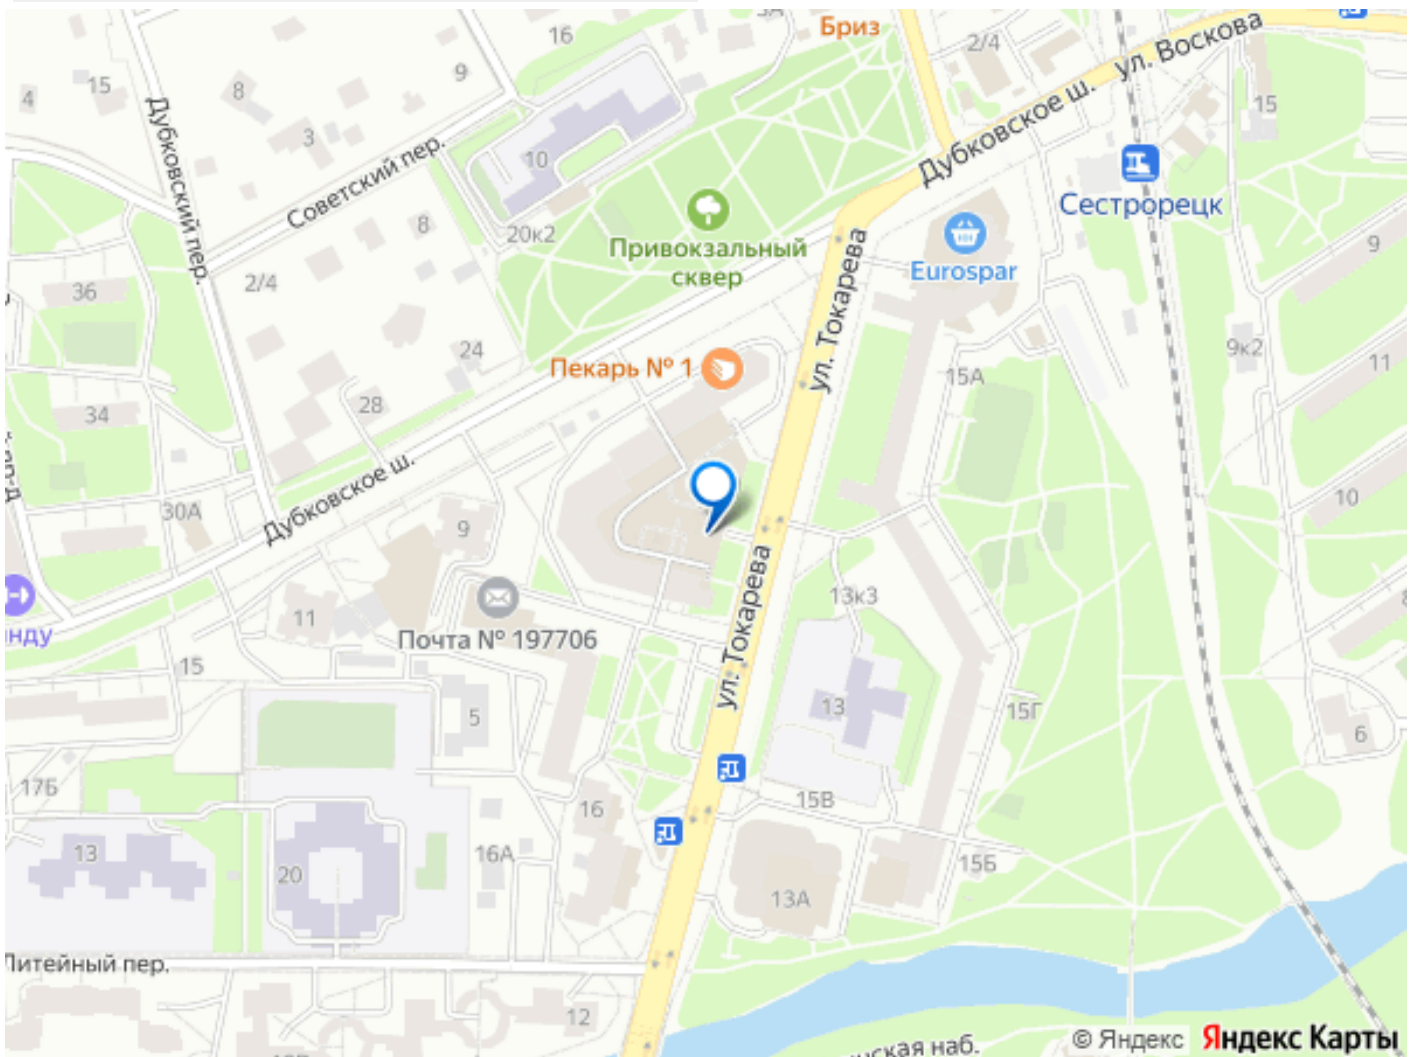 16
Бриз
2/4
ул. Воскова
9
15
8
4
Дубковский пер.
3
10
15
Дубковское ш.
Советский пер.
8
20к2
Привокзальный
сквер
Сестрорецк
Eurospar
9
36
2/4
ул. Токарева
24
Пекарь № 1
15А
9к2
11
34
28
Дубковское ш.
30А
9
10
ул. Токарева
13к3
11
Почта № 197706
15
5
13
15Г
6
17Б
16
15В
13
20
16А
15Б
13А
Литейный пер.
12
© Яндекс
Яндекс Карты